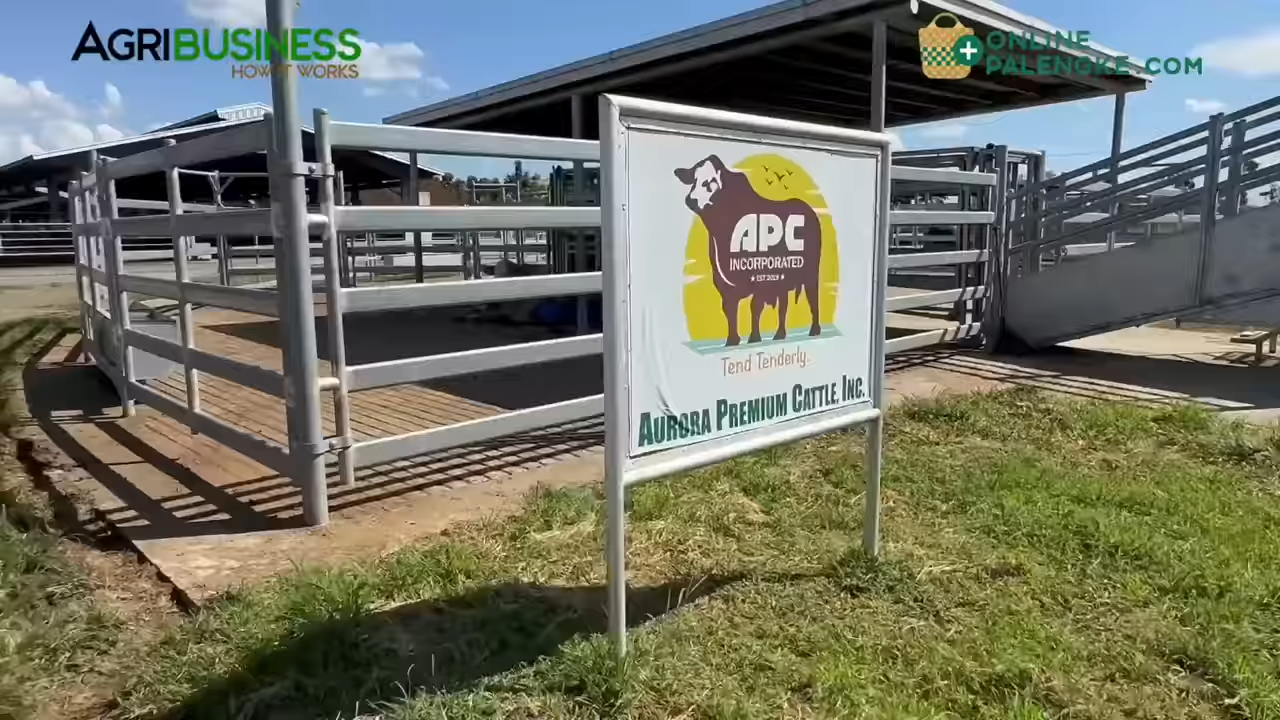 AGRIBUSINESS
HOW IT WORKS
ONLINE
PALENGKE.COM
APC
INCORPORATED
★ EST 2019 ★
Tend Tenderly..
AURORA PREMIUM CATTLE, INC.